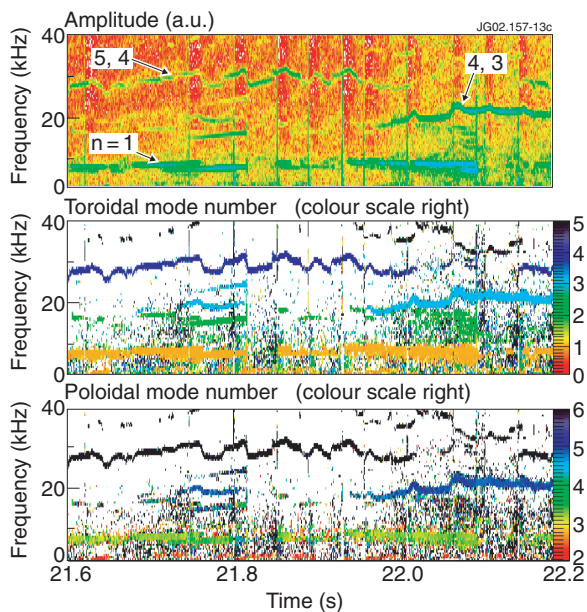 Amplitude (a.u.)
JG02.157-13c
Frequency (kHz)
40
20
0
5, 4
4, 3
n = 1
Toroidal mode number (colour scale right)
Frequency (kHz)
40
20
0
5
4
3
2
1
0
Poloidal mode number (colour scale right)
Frequency (kHz)
40
20
0
6
5
4
3
2
21.6
21.8
22.0
22.2
Time (s)